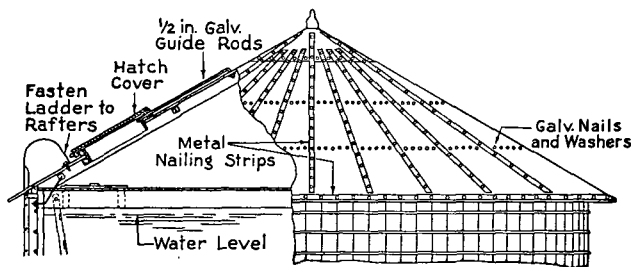 1/2 in. Galv.
Guide Rods
Hatch
Cover
Fasten
Ladder to
Rafters
Metal
Nailing Strips
Galv. Nails
and Washers
Water Level